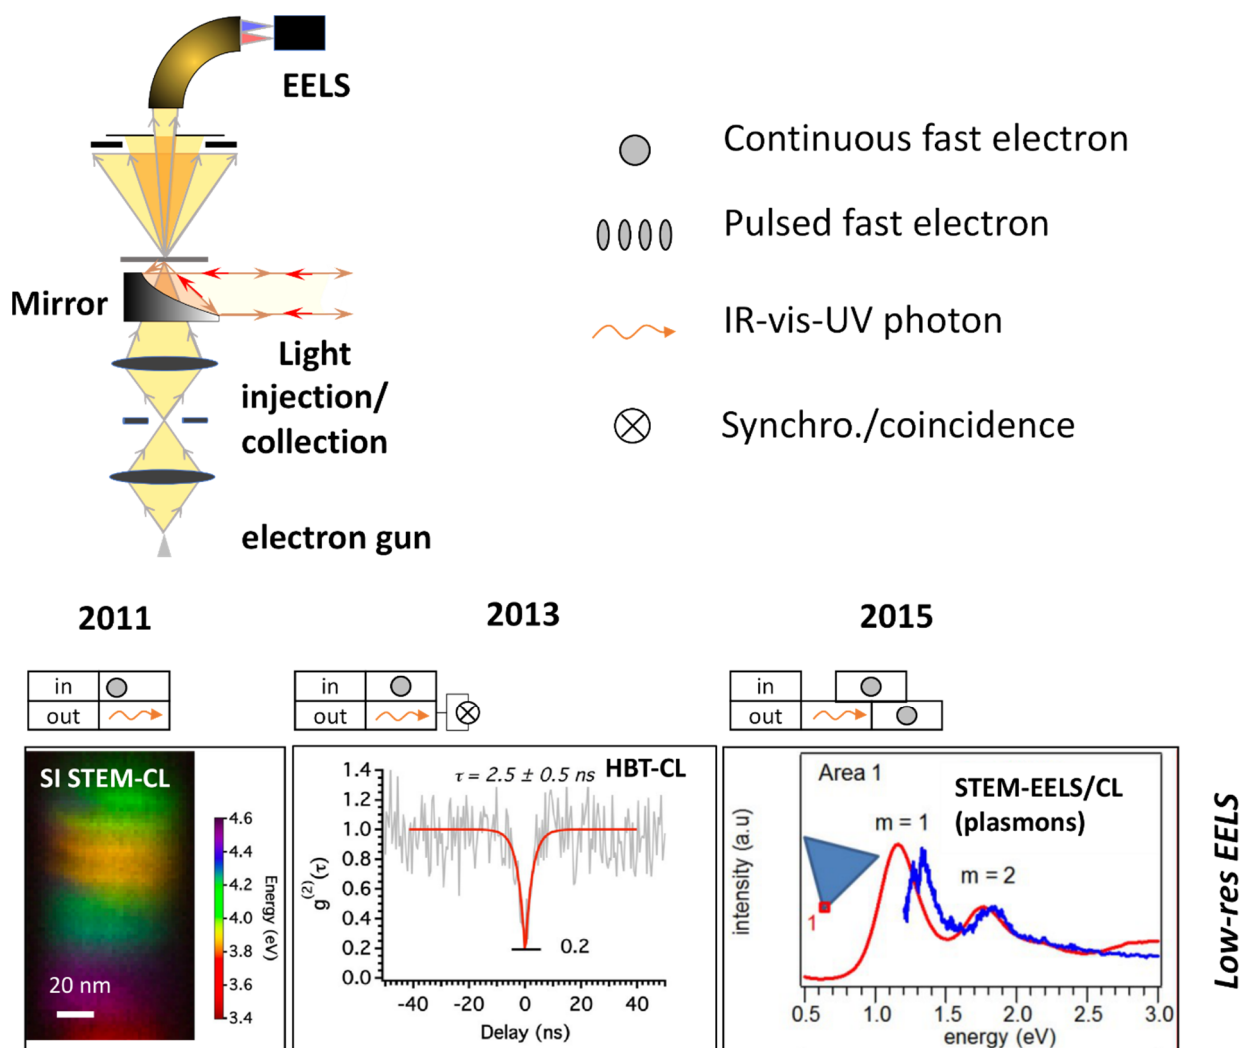 EELS
Mirror
Light
injection/
collection
electron gun
Continuous fast electron
Pulsed fast electron
IR-vis-UV photon
Synchro./coincidence
2011
2013
2015
in
out
in
out
in
out
SI STEM-CL
4.6
4.4
4.2
4.0
3.8
3.6
3.4
Energy (eV)
20 nm
HBT-CL
τ = 2.5 ± 0.5 ns
1.4
1.2
1.0
0.8
0.6
0.4
0.2
0.0
g(2)(τ)
0.2
-40
-20
0
20
40
Delay (ns)
Area 1
STEM-EELS/CL
(plasmons)
m = 1
m = 2
1
intensity (a.u)
0.5
1.0
1.5
2.0
2.5
3.0
energy (eV)
Low-res EELS